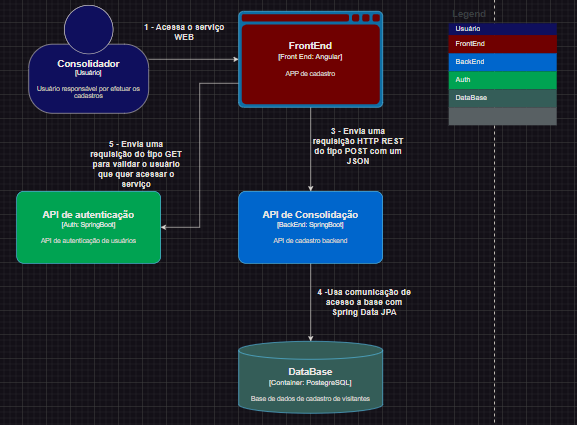 Legend
Usuário
FrontEnd
BackEnd
Auth
DataBase
1 - Acessa o serviço
WEB
Consolidador
[Usuário]
Usuário responsável por efetuar os
cadastros
FrontEnd
[Front End: Angular]
APP de cadastro
5 - Envia uma
requisição do tipo GET
para validar o usuário
que quer acessar o
serviço
3 - Envia uma
requisição HTTP REST
do tipo POST com um
JSON
API de autenticação
[Auth: SpringBoot]
API de autenticação de usuários
API de Consolidação
[BackEnd: SpringBoot]
API de cadastro backend
4 -Usa comunicação de
acesso a base com
Spring Data JPA
DataBase
[Container: PostegreSQL]
Base de dados de cadastro de visitantes